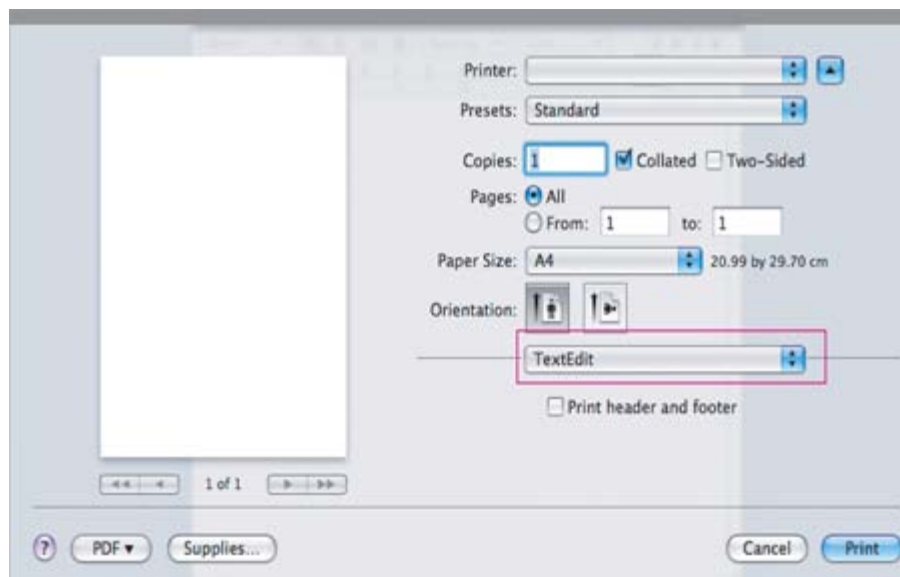 Printer:
Presets: Standard
Copies: 1 Collated Two-Sided
Pages: All
From: 1 to: 1
Paper Size: A4 20.99 by 29.70 cm
Orientation:
TextEdit
Print header and footer
1 of 1
? PDF Supplies... Cancel Print